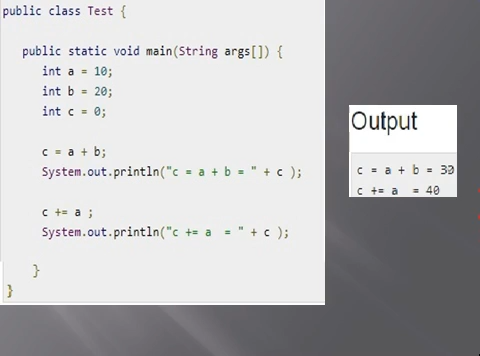 public class Test {
public static void main(String args[]) {
int a = 10;
int b = 20;
int c = 0;
c = a + b;
System.out.println("c = a + b = " + c );
c += a ;
System.out.println("c += a  = " + c );
}
}
Output
c = a + b = 30
c += a  = 40